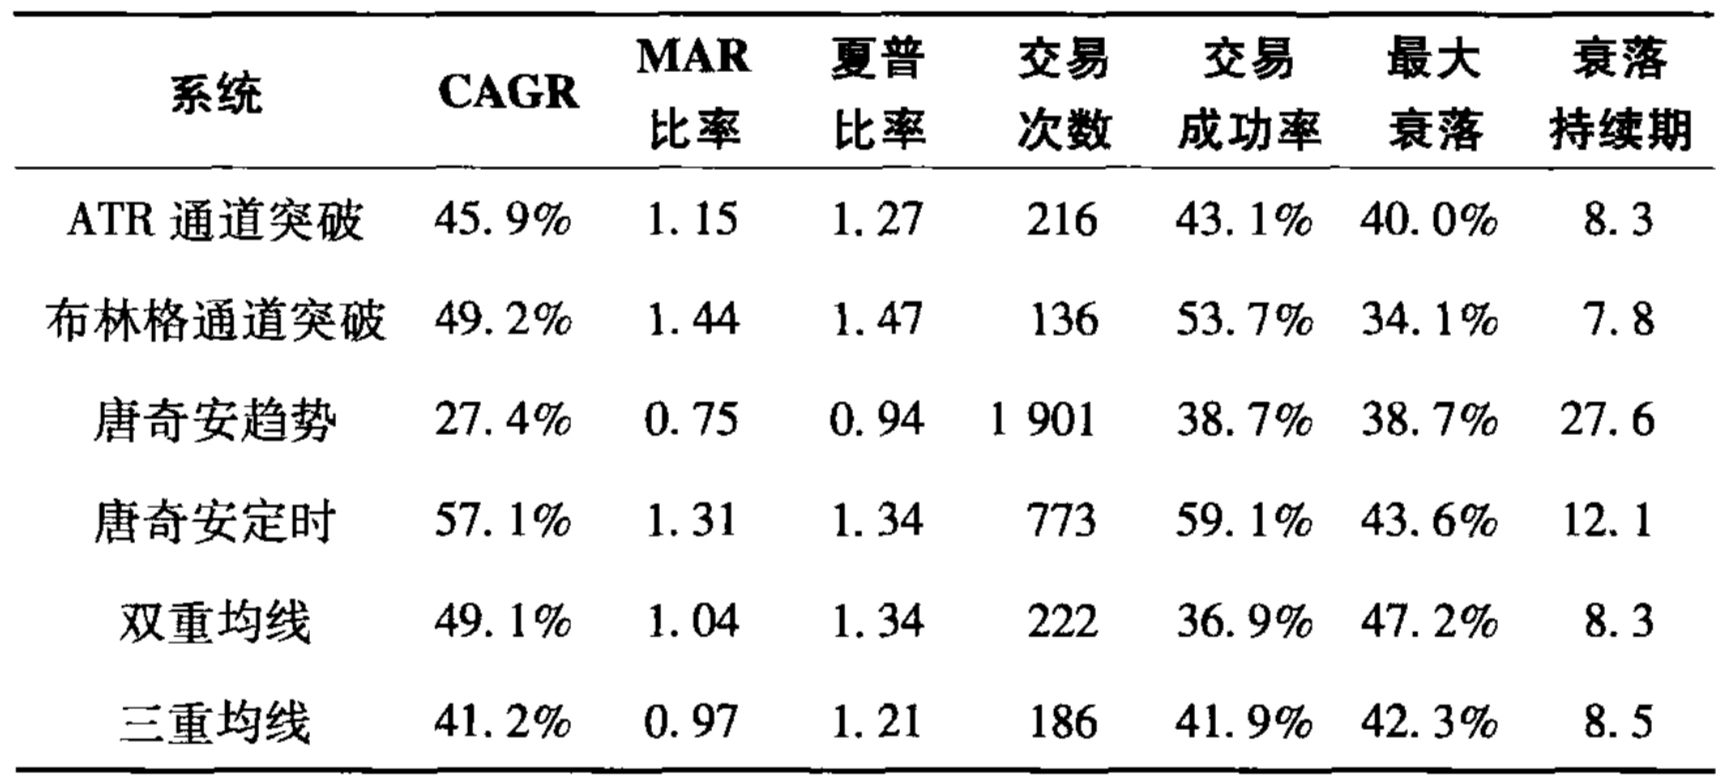 系统 CAGR MAR比率 夏普比率 交易次数 交易成功率 最大衰落 衰落持续期
ATR 通道突破 45.9% 1.15 1.27 216 43.1% 40.0% 8.3
布林格通道突破 49.2% 1.44 1.47 136 53.7% 34.1% 7.8
唐奇安趋势 27.4% 0.75 0.94 1 901 38.7% 38.7% 27.6
唐奇安定时 57.1% 1.31 1.34 773 59.1% 43.6% 12.1
双重均线 49.1% 1.04 1.34 222 36.9% 47.2% 8.3
三重均线 41.2% 0.97 1.21 186 41.9% 42.3% 8.5